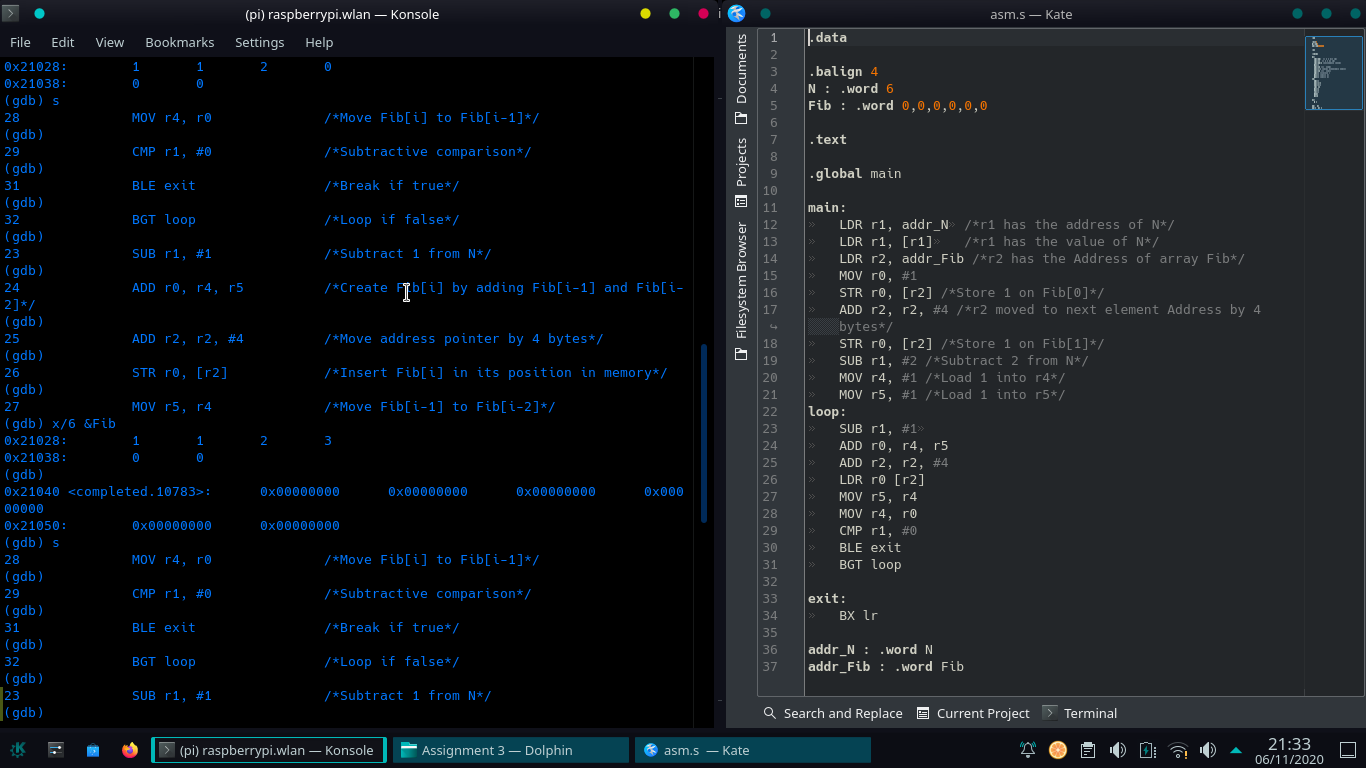 (pi) raspberrypi.wlan — Konsole
File Edit View Bookmarks Settings Help
0x21028: 1 1 2 0
0x21038: 0 0
(gdb) s
28 MOV r4, r0 /*Move Fib[i] to Fib[i-1]*/
(gdb)
29 CMP r1, #0 /*Subtractive comparison*/
(gdb)
31 BLE exit /*Break if true*/
(gdb)
32 BGT loop /*Loop if false*/
(gdb)
23 SUB r1, #1 /*Subtract 1 from N*/
(gdb)
24 ADD r0, r4, r5 /*Create Fib[i] by adding Fib[i-1] and Fib[i-
2]*/
(gdb)
25 ADD r2, r2, #4 /*Move address pointer by 4 bytes*/
(gdb)
26 STR r0, [r2] /*Insert Fib[i] in its position in memory*/
(gdb)
27 MOV r5, r4 /*Move Fib[i-1] to Fib[i-2]*/
(gdb) x/6 &Fib
0x21028: 1 1 2 3
0x21038: 0 0
(gdb)
0x21040 <completed.10783>: 0x00000000 0x00000000 0x00000000 0x000
00000
0x21050: 0x00000000 0x00000000
(gdb) s
28 MOV r4, r0 /*Move Fib[i] to Fib[i-1]*/
(gdb)
29 CMP r1, #0 /*Subtractive comparison*/
(gdb)
31 BLE exit /*Break if true*/
(gdb)
32 BGT loop /*Loop if false*/
(gdb)
23 SUB r1, #1 /*Subtract 1 from N*/
(gdb)
asm.s — Kate
Documents
Projects
Filesystem Browser
1 .data
2
3 .balign 4
4 N : .word 6
5 Fib : .word 0,0,0,0,0,0
6
7 .text
8
9 .global main
10
11 main:
12 LDR r1, addr_N /*r1 has the address of N*/
13 LDR r1, [r1] /*r1 has the value of N*/
14 LDR r2, addr_Fib /*r2 has the Address of array Fib*/
15 MOV r0, #1
16 STR r0, [r2] /*Store 1 on Fib[0]*/
17 ADD r2, r2, #4 /*r2 moved to next element Address by 4
bytes*/
18 STR r0, [r2] /*Store 1 on Fib[1]*/
19 SUB r1, #2 /*Subtract 2 from N*/
20 MOV r4, #1 /*Load 1 into r4*/
21 MOV r5, #1 /*Load 1 into r5*/
22 loop:
23 SUB r1, #1
24 ADD r0, r4, r5
25 ADD r2, r2, #4
26 LDR r0 [r2]
27 MOV r5, r4
28 MOV r4, r0
29 CMP r1, #0
30 BLE exit
31 BGT loop
32
33 exit:
34 BX lr
35
36 addr_N : .word N
37 addr_Fib : .word Fib
Search and Replace Current Project Terminal
(pi) raspberrypi.wlan — Konsole
Assignment 3 — Dolphin
asm.s — Kate
21:33
06/11/2020